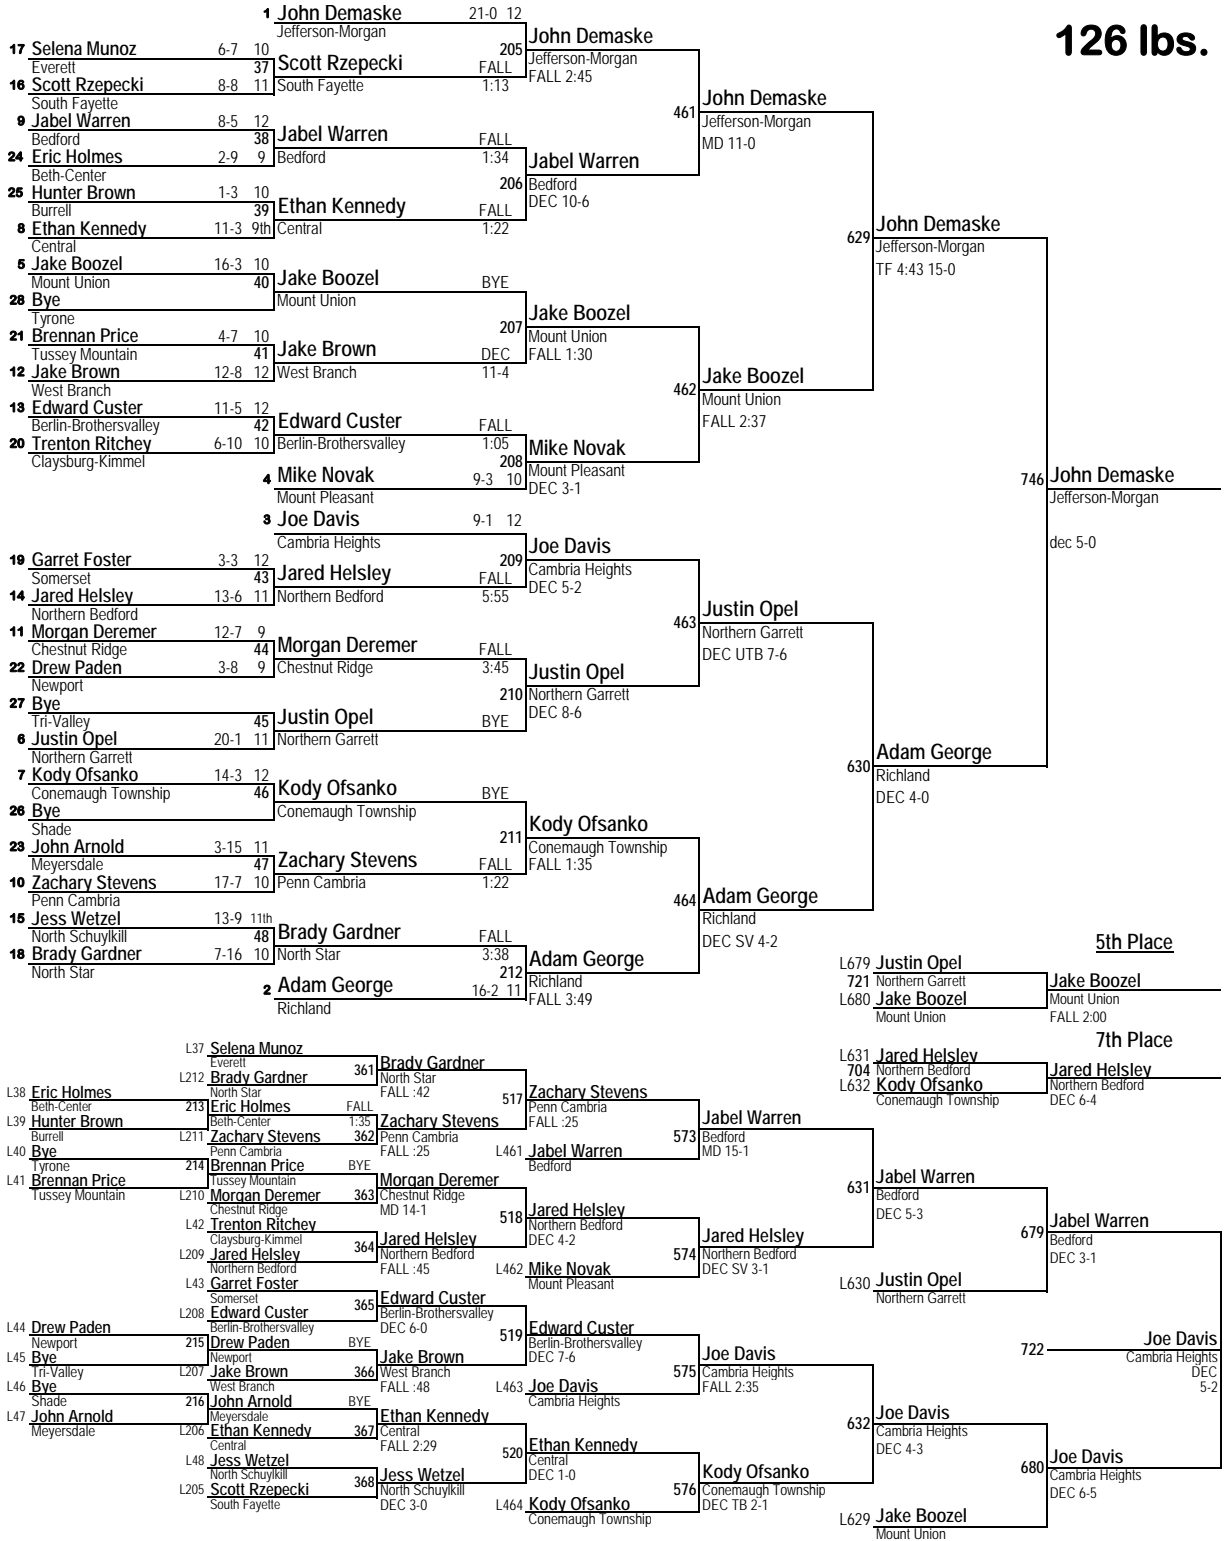 126 lbs.
1 John Demaske 21-0 12
Jefferson-Morgan
17 Selena Munoz 6-7 10
Everett
37 Scott Rzepecki FALL
South Fayette 1:13
16 Scott Rzepecki 8-8 11
South Fayette
205 John Demaske
Jefferson-Morgan
FALL 2:45
9 Jabel Warren 8-5 12
Bedford
38 Jabel Warren FALL
Bedford 1:34
24 Eric Holmes 2-9 9
Beth-Center
206 Jabel Warren
Bedford
DEC 10-6
25 Hunter Brown 1-3 10
Burrell
39 Ethan Kennedy FALL
Central 1:22
8 Ethan Kennedy 11-3 9th
Central
461 John Demaske
Jefferson-Morgan
MD 11-0
5 Jake Boozel 16-3 10
Mount Union
40 Jake Boozel BYE
Mount Union
28 Bye
Tyrone
207 Jake Boozel
Mount Union
FALL 1:30
21 Brennan Price 4-7 10
Tussey Mountain
41 Jake Brown DEC
West Branch 11-4
12 Jake Brown 12-8 12
West Branch
462 Jake Boozel
Mount Union
FALL 2:37
13 Edward Custer 11-5 12
Berlin-Brothersvalley
42 Edward Custer FALL
Berlin-Brothersvalley 1:05
20 Trenton Ritchey 6-10 10
Claysburg-Kimmel
208 Mike Novak
Mount Pleasant
DEC 3-1
4 Mike Novak 9-3 10
Mount Pleasant
629 John Demaske
Jefferson-Morgan
TF 4:43 15-0
746 John Demaske
Jefferson-Morgan
dec 5-0
3 Joe Davis 9-1 12
Cambria Heights
19 Garret Foster 3-3 12
Somerset
43 Jared Helsley FALL
Northern Bedford 5:55
14 Jared Helsley 13-6 11
Northern Bedford
209 Joe Davis
Cambria Heights
DEC 5-2
11 Morgan Deremer 12-7 9
Chestnut Ridge
44 Morgan Deremer FALL
Chestnut Ridge 3:45
22 Drew Paden 3-8 9
Newport
463 Justin Opel
Northern Garrett
DEC UTB 7-6
210 Justin Opel
Northern Garrett
DEC 8-6
27 Bye
Tri-Valley
45 Justin Opel BYE
Northern Garrett
6 Justin Opel 20-1 11
Northern Garrett
7 Kody Ofsanko 14-3 12
Conemaugh Township
46 Kody Ofsanko BYE
Conemaugh Township
26 Bye
Shade
630 Adam George
Richland
DEC 4-0
211 Kody Ofsanko
Conemaugh Township
FALL 1:35
23 John Arnold 3-15 11
Meyersdale
47 Zachary Stevens FALL
Penn Cambria 1:22
10 Zachary Stevens 17-7 10
Penn Cambria
464 Adam George
Richland
DEC SV 4-2
15 Jess Wetzel 13-9 11th
North Schuylkill
48 Brady Gardner FALL
North Star 3:38
18 Brady Gardner 7-16 10
North Star
212 Adam George
Richland
FALL 3:49
2 Adam George 16-2 11
Richland
5th Place
L679 Justin Opel
721 Northern Garrett
L680 Jake Boozel
Mount Union
Jake Boozel
Mount Union
FALL 2:00
7th Place
L631 Jared Helsley
704 Northern Bedford
L632 Kody Ofsanko
Conemaugh Township
Jared Helsley
Northern Bedford
DEC 6-4
L37 Selena Munoz
Everett
L212 Brady Gardner
North Star
361 Brady Gardner
North Star
FALL :42
L38 Eric Holmes
Beth-Center
L39 Hunter Brown
Burrell
213 Eric Holmes FALL
Beth-Center 1:35
L211 Zachary Stevens
Penn Cambria
362 Zachary Stevens
Penn Cambria
FALL :25
517 Zachary Stevens
Penn Cambria
FALL :25
L461 Jabel Warren
Bedford
573 Jabel Warren
Bedford
MD 15-1
L40 Bye
Tyrone
L41 Brennan Price
Tussey Mountain
214 Brennan Price BYE
Tussey Mountain
L210 Morgan Deremer
Chestnut Ridge
363 Morgan Deremer
Chestnut Ridge
MD 14-1
L42 Trenton Ritchey
Claysburg-Kimmel
L209 Jared Helsley
Northern Bedford
364 Jared Helsley
Northern Bedford
FALL :45
518 Jared Helsley
Northern Bedford
DEC 4-2
L462 Mike Novak
Mount Pleasant
574 Jared Helsley
Northern Bedford
DEC SV 3-1
631 Jabel Warren
Bedford
DEC 5-3
L630 Justin Opel
Northern Garrett
679 Jabel Warren
Bedford
DEC 3-1
L43 Garret Foster
Somerset
L208 Edward Custer
Berlin-Brothersvalley
365 Edward Custer
Berlin-Brothersvalley
DEC 6-0
L44 Drew Paden
Newport
L45 Bye
Tri-Valley
215 Drew Paden BYE
Newport
L207 Jake Brown
West Branch
366 Jake Brown
West Branch
FALL :48
519 Edward Custer
Berlin-Brothersvalley
DEC 7-6
L463 Joe Davis
Cambria Heights
575 Joe Davis
Cambria Heights
FALL 2:35
L46 Bye
Shade
L47 John Arnold
Meyersdale
216 John Arnold BYE
Meyersdale
L206 Ethan Kennedy
Central
367 Ethan Kennedy
Central
FALL 2:29
L48 Jess Wetzel
North Schuylkill
L205 Scott Rzepecki
South Fayette
368 Jess Wetzel
North Schuylkill
DEC 3-0
520 Ethan Kennedy
Central
DEC 1-0
L464 Kody Ofsanko
Conemaugh Township
576 Kody Ofsanko
Conemaugh Township
DEC TB 2-1
632 Joe Davis
Cambria Heights
DEC 4-3
L629 Jake Boozel
Mount Union
680 Joe Davis
Cambria Heights
DEC 6-5
722 Joe Davis
Cambria Heights
DEC
5-2